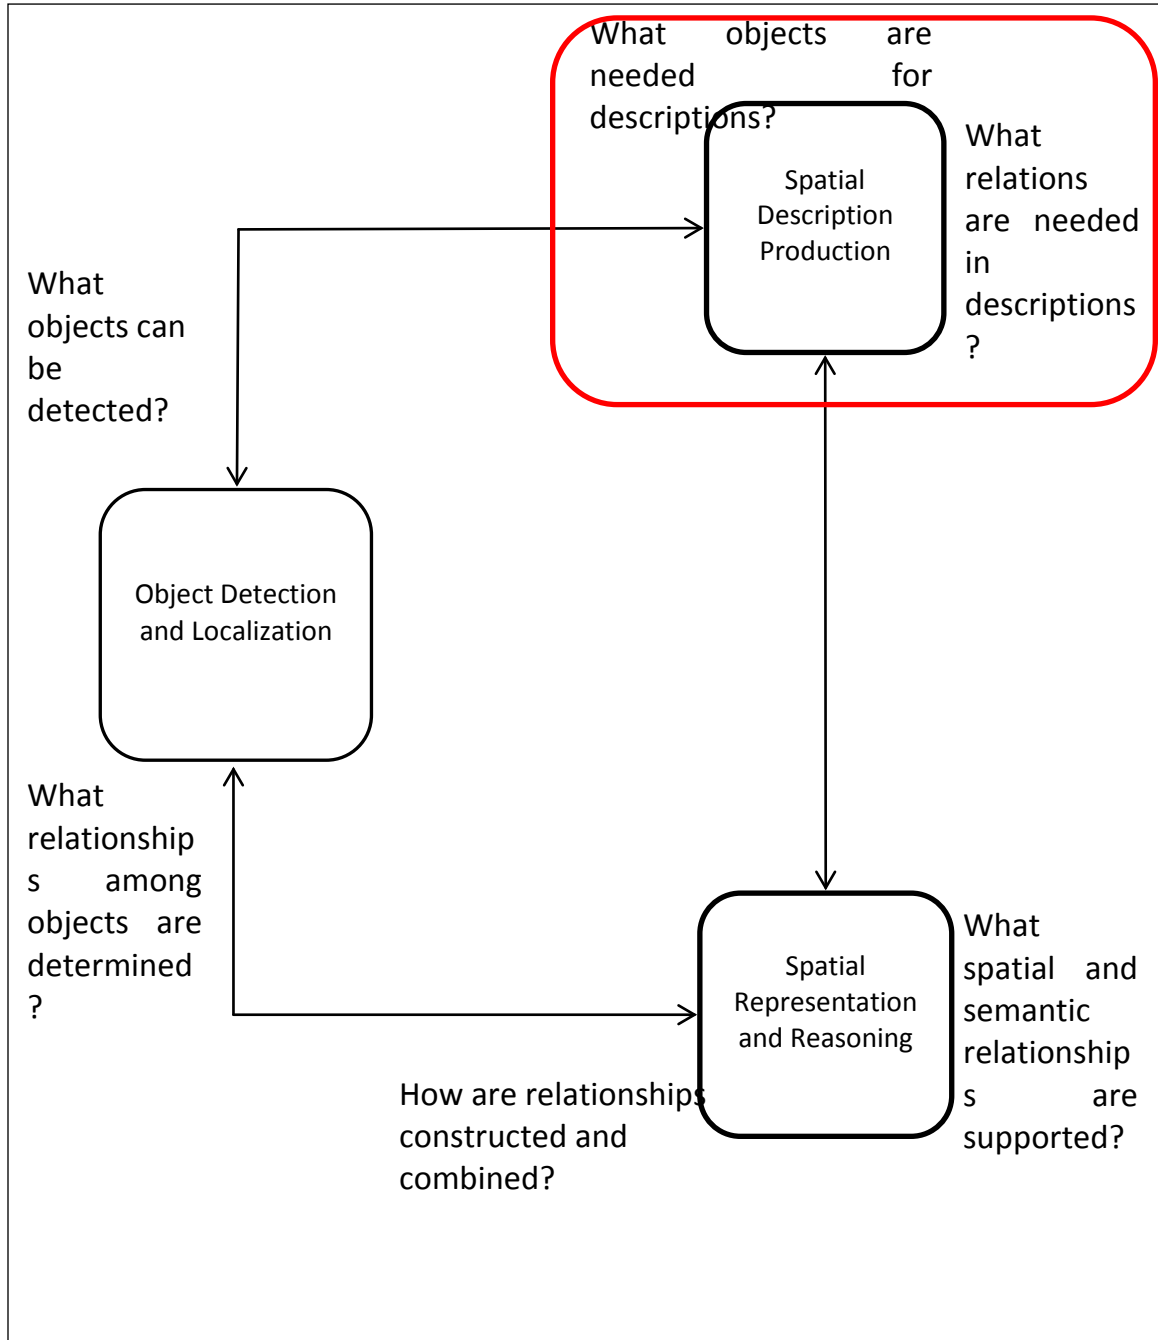 What objects are
needed for
descriptions?
Spatial
Description
Production
What
relations
are needed
in
descriptions
?
What
objects can
be
detected?
Object Detection
and Localization
What
relationship
s among
objects are
determined
?
Spatial
Representation
and Reasoning
What
spatial and
semantic
relationship
s are
supported?
How are relationships
constructed and
combined?